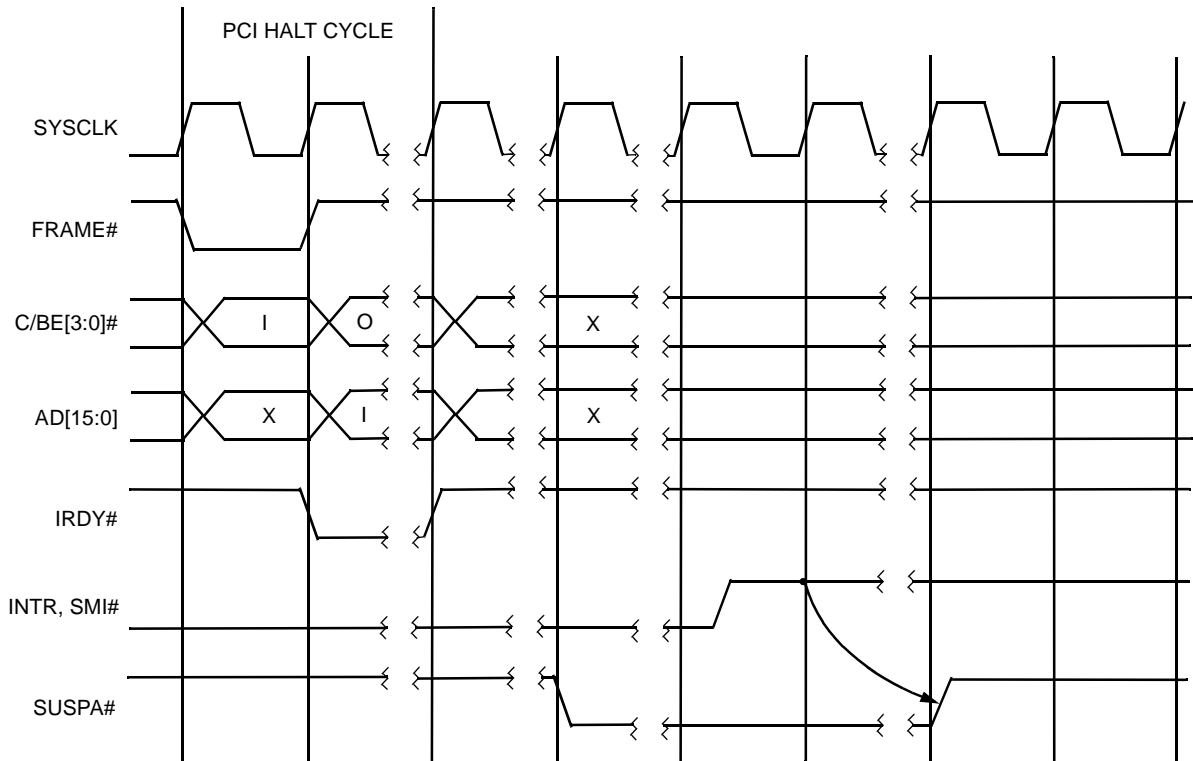 PCI HALT CYCLE
SYSCLK
FRAME#
C/BE[3:0]# I O X
AD[15:0] X I X
IRDY#
INTR, SMI#
SUSPA#